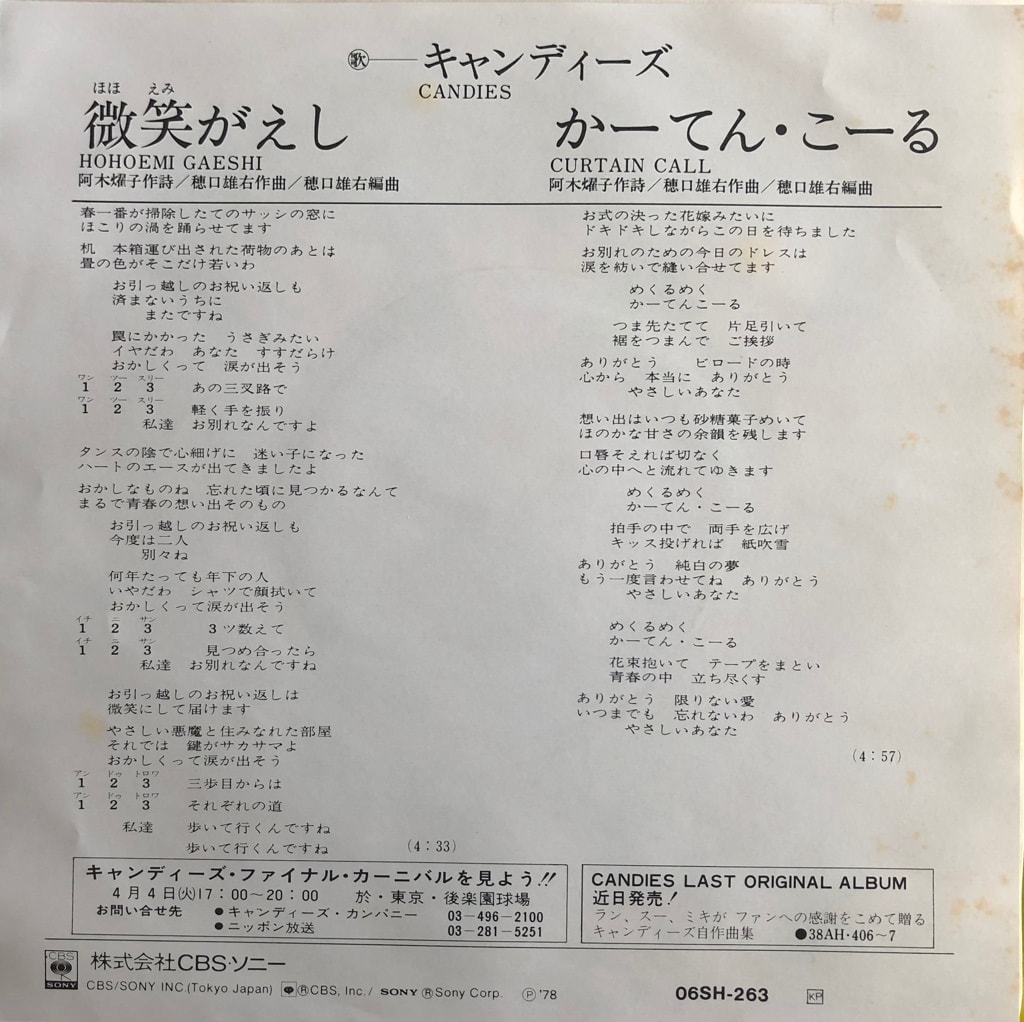 ㊙歌 キャンディーズ
CANDIES
ほほ えみ
微笑がえし
HOHOEMI GAESHI
阿木燿子作詩／穂口雄右作曲／穂口雄右編曲
春一番が掃除したてのサッシの窓に
ほこりの渦を踊らせてます
机 本箱運び出された荷物のあとは
畳の色がそこだけ若いわ
お引っ越しのお祝い返しも
済まないうちに
またですね
罠にかかった うさぎみたい
イヤだわ あなた すすだらけ
おかしくって 涙が出そう
ワン ツー スリー
1 2 3 あの三叉路で
ワン ツー スリー
1 2 3 軽く手を振り
私達 お別れなんですよ
タンスの陰で心細げに 迷い子になった
ハートのエースが出てきましたよ
おかしなものね 忘れた頃に見つかるなんて
まるで青春の想い出そのもの
お引っ越しのお祝い返しも
今度は二人
別々ね
何年たっても年下の人
いやだわ シャツで顔拭いて
おかしくって涙が出そう
イチ ニ サン
1 2 3 3ツ数えて
イチ ニ サン
1 2 3 見つめ合ったら
私達 お別れなんですね
お引っ越しのお祝い返しは
微笑にして届けます
やさしい悪魔と住みなれた部屋
それでは 鍵がサカサマよ
おかしくって涙が出そう
アン ドゥ トロワ
1 2 3 三歩目からは
アン ドゥ トロワ
1 2 3 それぞれの道
私達 歩いて行くんですね
歩いて行くんですね
(4：33)
かーてん・こーる
CURTAIN CALL
阿木燿子作詩／穂口雄右作曲／穂口雄右編曲
お式の決った花嫁みたいに
ドキドキしながらこの日を待ちました
お別れのための今日のドレスは
涙を紡いで縫い合せてます
めくるめく
かーてんこーる
つま先たてて 片足引いて
裾をつまんで ご挨拶
ありがとう ビロードの時
心から 本当に ありがとう
やさしいあなた
想い出はいつも砂糖菓子めいて
ほのかな甘さの余韻を残します
口唇そえれば切なく
心の中へと流れてゆきます
めくるめく
かーてん・こーる
拍手の中で 両手を広げ
キッス投げれば 紙吹雪
ありがとう 純白の夢
もう一度言わせてね ありがとう
やさしいあなた
めくるめく
かーてん・こーる
花束抱いて テープをまとい
青春の中 立ち尽くす
ありがとう 限りない愛
いつまでも 忘れないわ ありがとう
やさしいあなた
(4：57)
キャンディーズ・ファイナル・カーニバルを見よう!!
4月4日(火)17：00〜20：00 於・東京・後楽園球場
お問い合せ先 ●キャンディーズ・カンパニー 03-496-2100
●ニッポン放送 03-281-5251
CANDIES LAST ORIGINAL ALBUM
近日発売！
ラン、スー、ミキが ファンへの感謝をこめて贈る
キャンディーズ自作曲集 ●38AH・406〜7
CBS
SONY
株式会社CBS・ソニー
CBS/SONY INC.(Tokyo Japan) ®CBS, Inc./ SONY ®Sony Corp. Ⓟ'78
06SH-263
KP